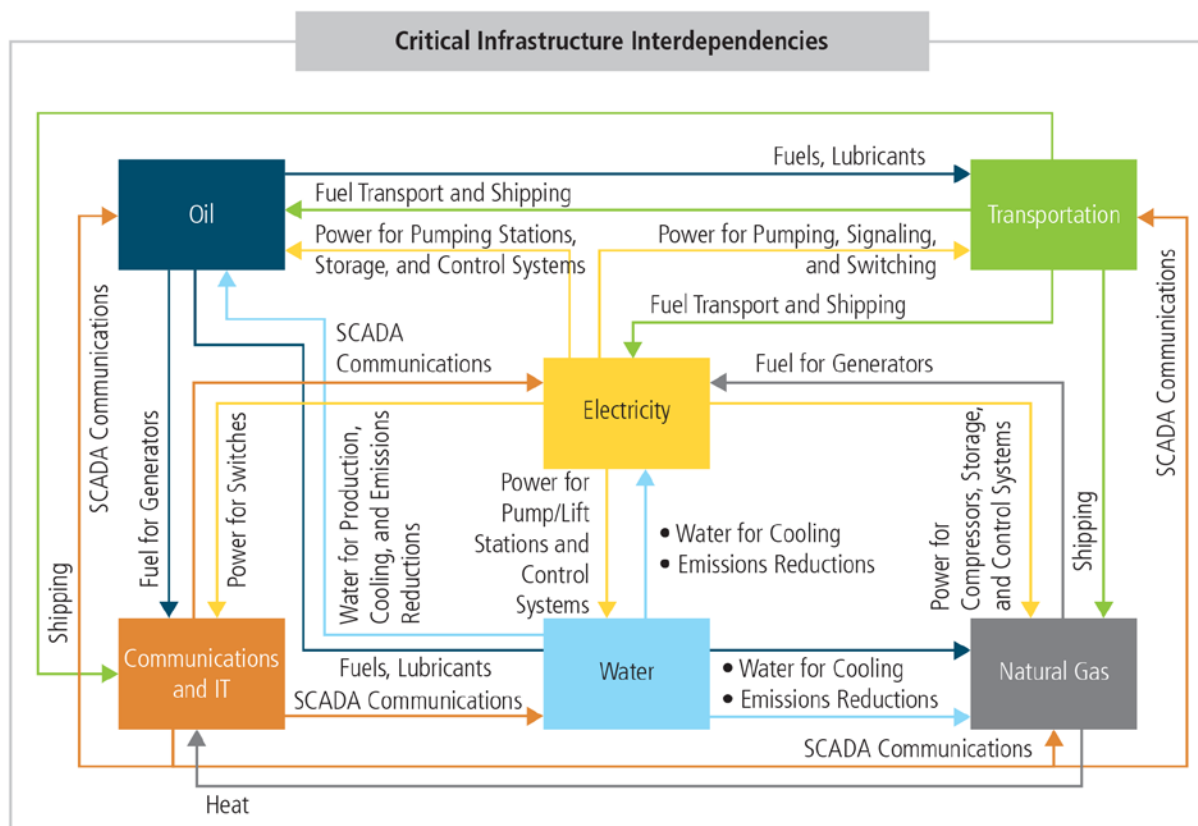 Critical Infrastructure Interdependencies
Fuels, Lubricants
Oil
Fuel Transport and Shipping
Transportation
Power for Pumping Stations,
Storage, and Control Systems
Power for Pumping, Signaling,
and Switching
Fuel Transport and Shipping
SCADA
Communications
Fuel for Generators
Electricity
SCADA Communications
Fuel for Generators
Power for Switches
Water for Production,
Cooling, and Emissions
Reductions
Power for
Pump/Lift
Stations and
Control
Systems
• Water for Cooling
• Emissions Reductions
Power for
Compressors, Storage,
and Control Systems
Shipping
SCADA Communications
Shipping
Communications
and IT
Fuels, Lubricants
SCADA Communications
Water
• Water for Cooling
• Emissions Reductions
Natural Gas
SCADA Communications
Heat